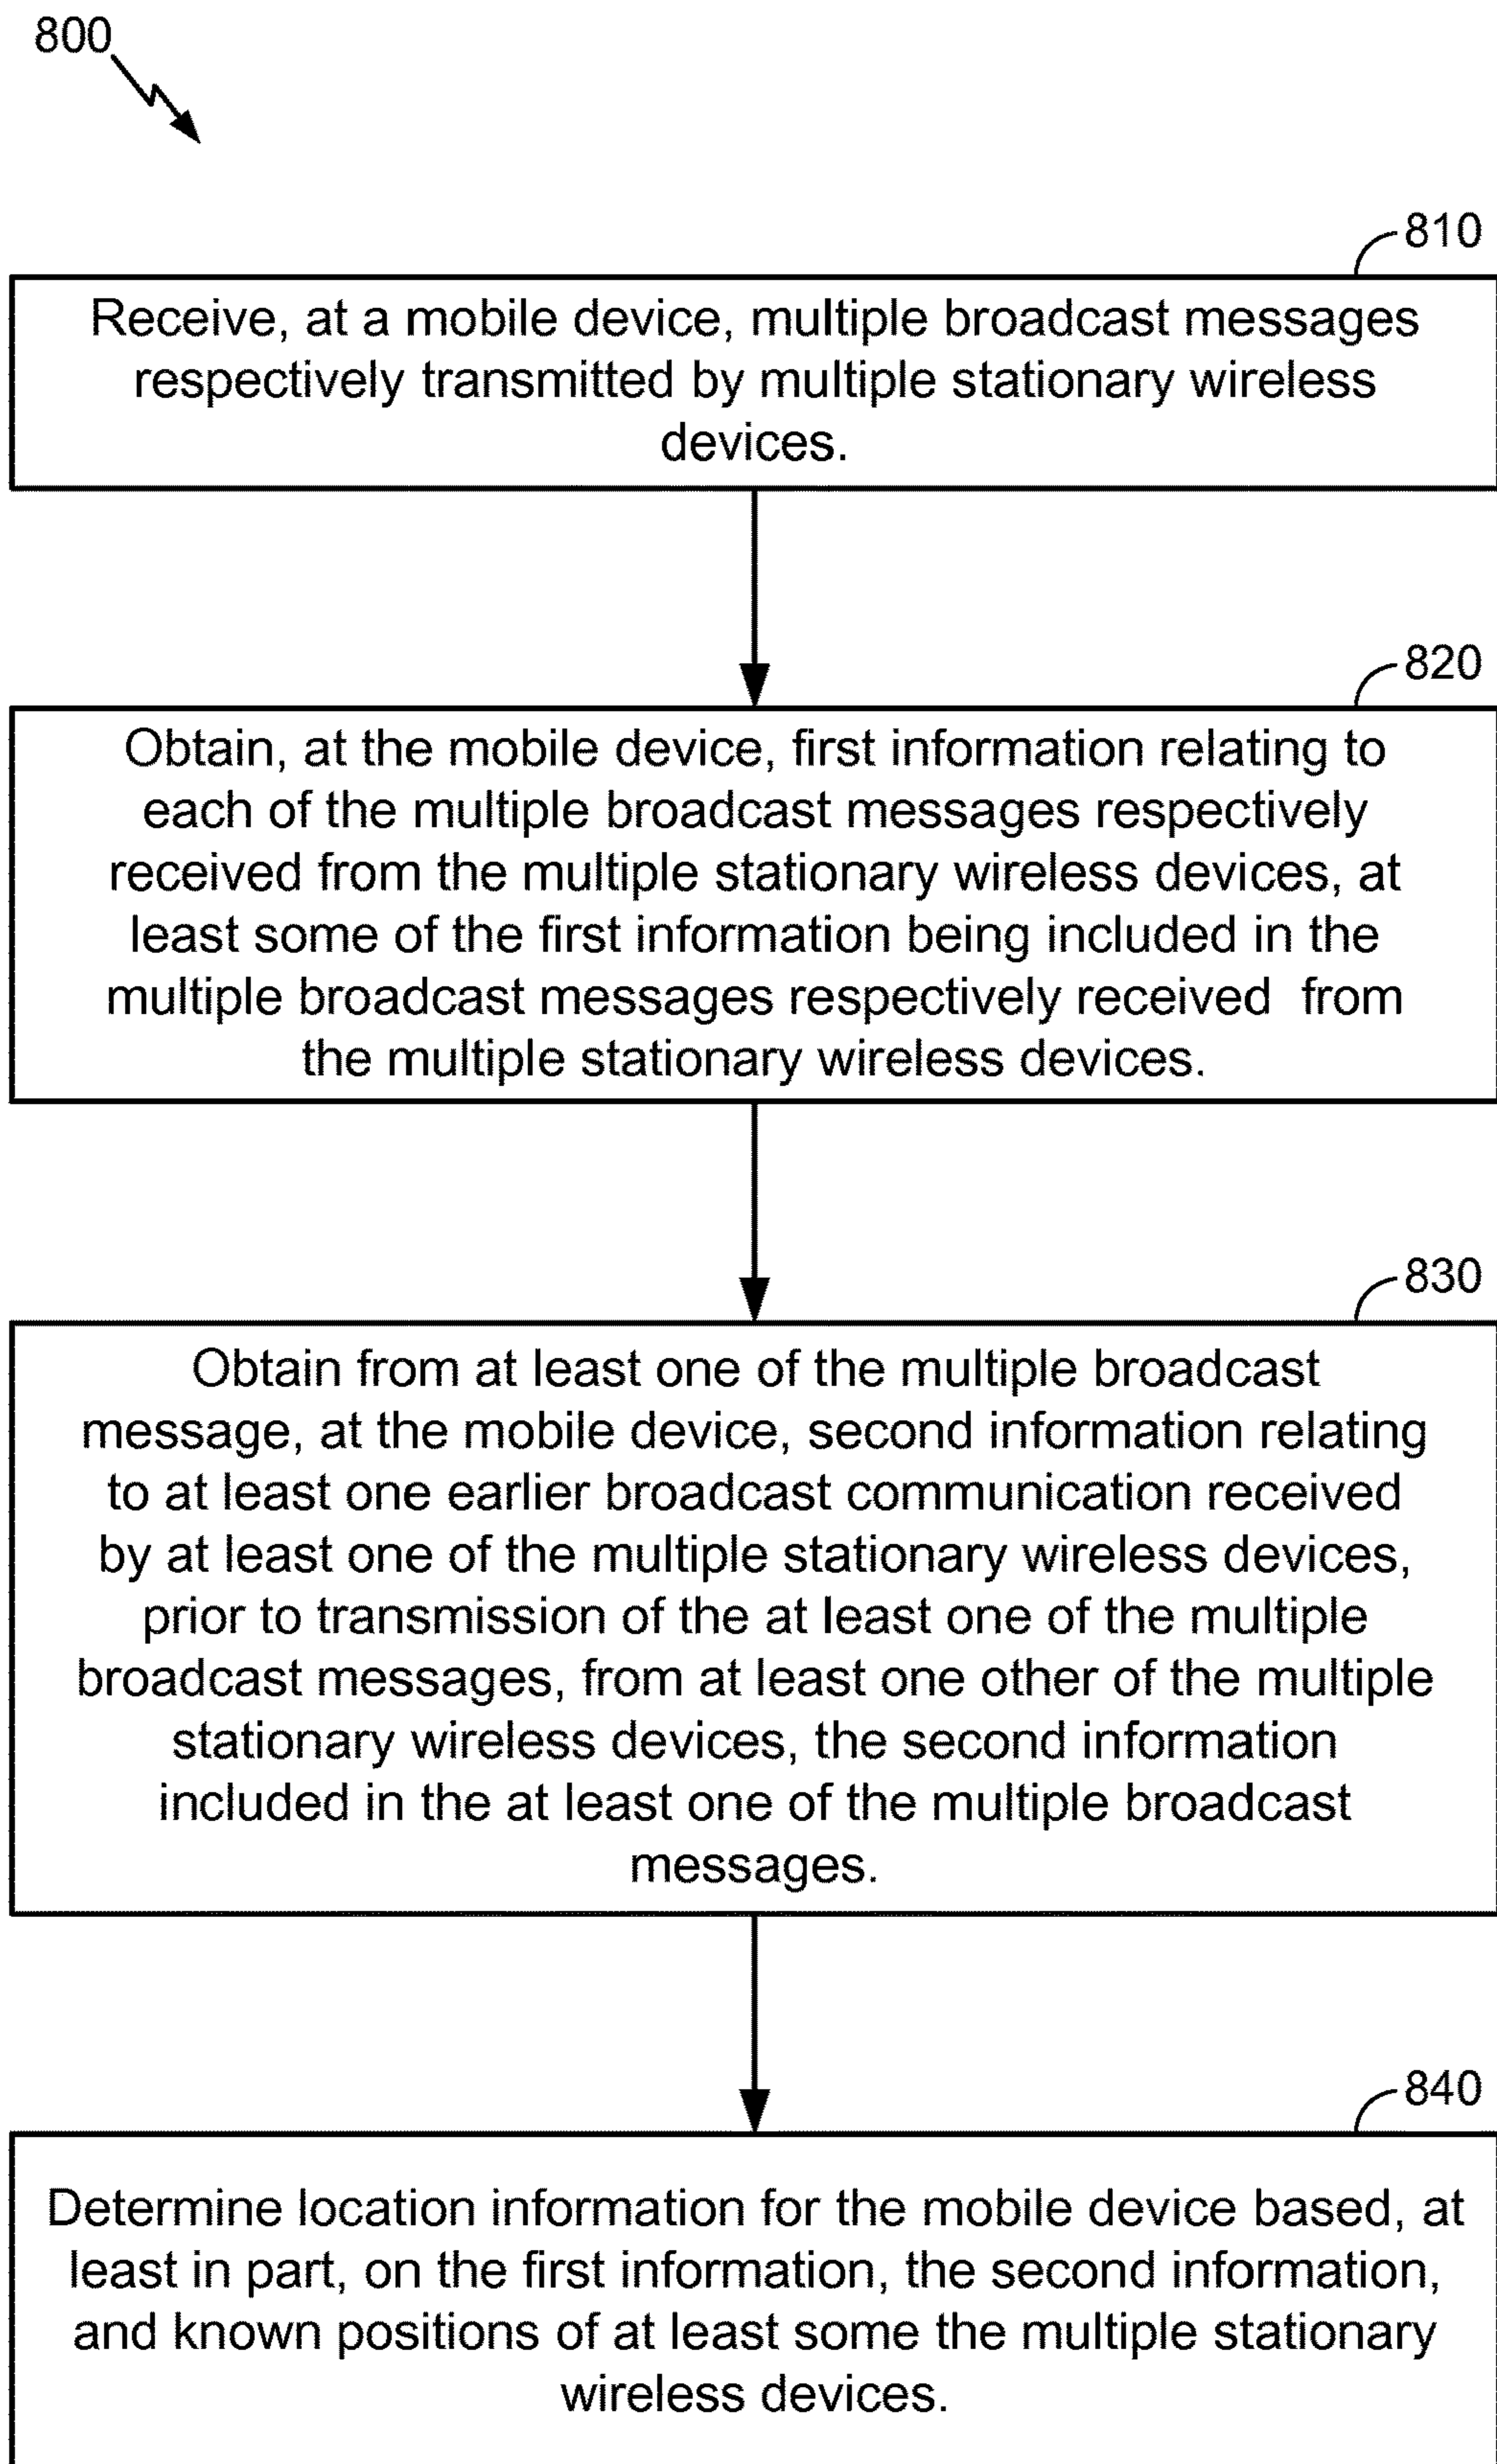 800
810
Receive, at a mobile device, multiple broadcast messages
respectively transmitted by multiple stationary wireless
devices.
820
Obtain, at the mobile device, first information relating to
each of the multiple broadcast messages respectively
received from the multiple stationary wireless devices, at
least some of the first information being included in the
multiple broadcast messages respectively received from
the multiple stationary wireless devices.
830
Obtain from at least one of the multiple broadcast
message, at the mobile device, second information relating
to at least one earlier broadcast communication received
by at least one of the multiple stationary wireless devices,
prior to transmission of the at least one of the multiple
broadcast messages, from at least one other of the multiple
stationary wireless devices, the second information
included in the at least one of the multiple broadcast
messages.
840
Determine location information for the mobile device based, at
least in part, on the first information, the second information,
and known positions of at least some the multiple stationary
wireless devices.